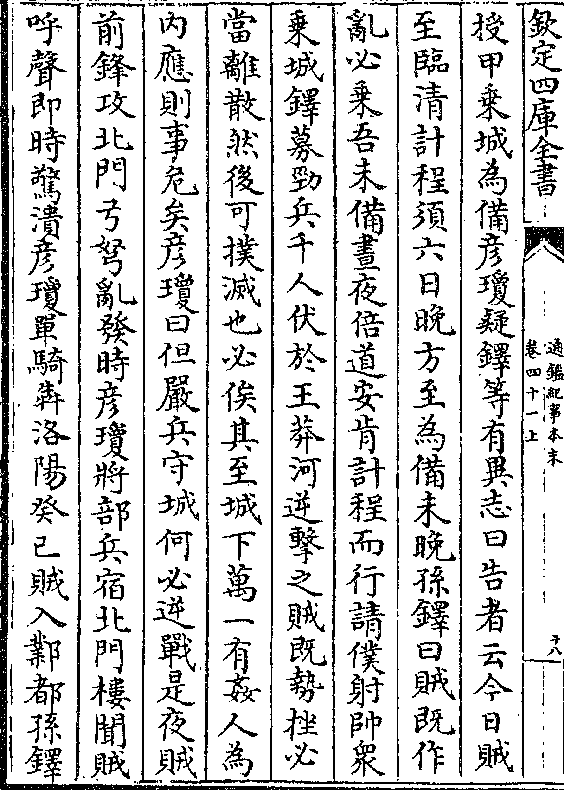 欽定四庫全書
通鑑紀事本末
卷四十一上
十八
授甲乗城為備彦瓊疑鐸等有異志曰告者云今日賊
至臨清計程須六日晚方至為備未晚孫鐸曰賊既作
亂必乗吾未備晝夜倍道安肯計程而行請僕射帥衆
乗城鐸募勁兵千人伏於王莽河逆擊之賊既勢挫必
當離散然後可撲滅也必俟其至城下萬一有姦人為
内應則事危矣彦瓊曰但嚴兵守城何必逆戰是夜賊
前鋒攻北門弓弩亂發時彦瓊將部兵宿北門樓聞賊
呼聲即時驚潰彦瓊單騎犇洛陽癸巳賊入鄴都孫鐸